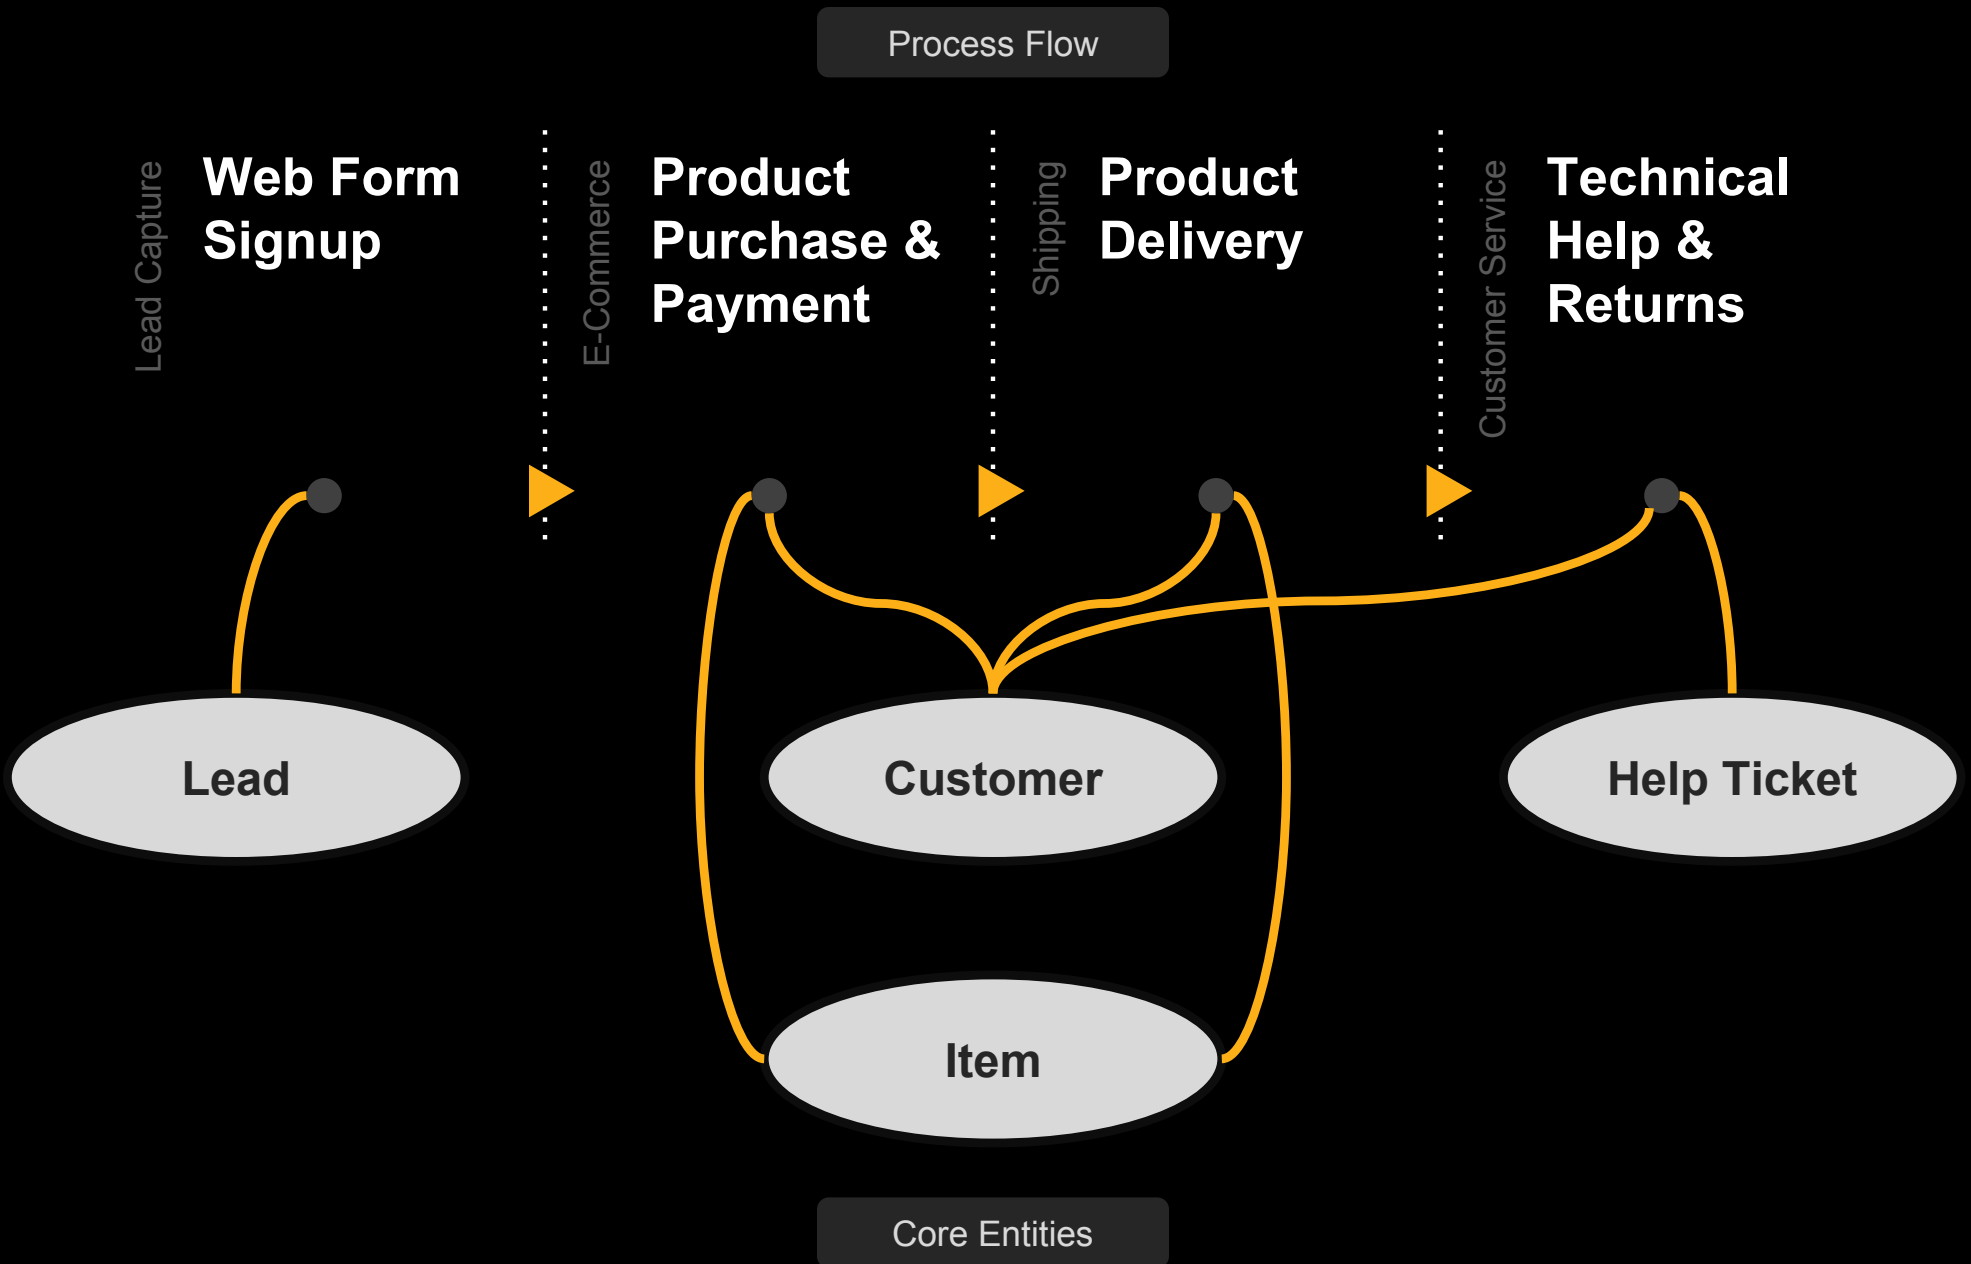 Process Flow
Lead Capture
Web Form
Signup
E-Commerce
Product
Purchase &
Payment
Shipping
Product
Delivery
Customer Service
Technical
Help &
Returns
Lead
Customer
Help Ticket
Item
Core Entities